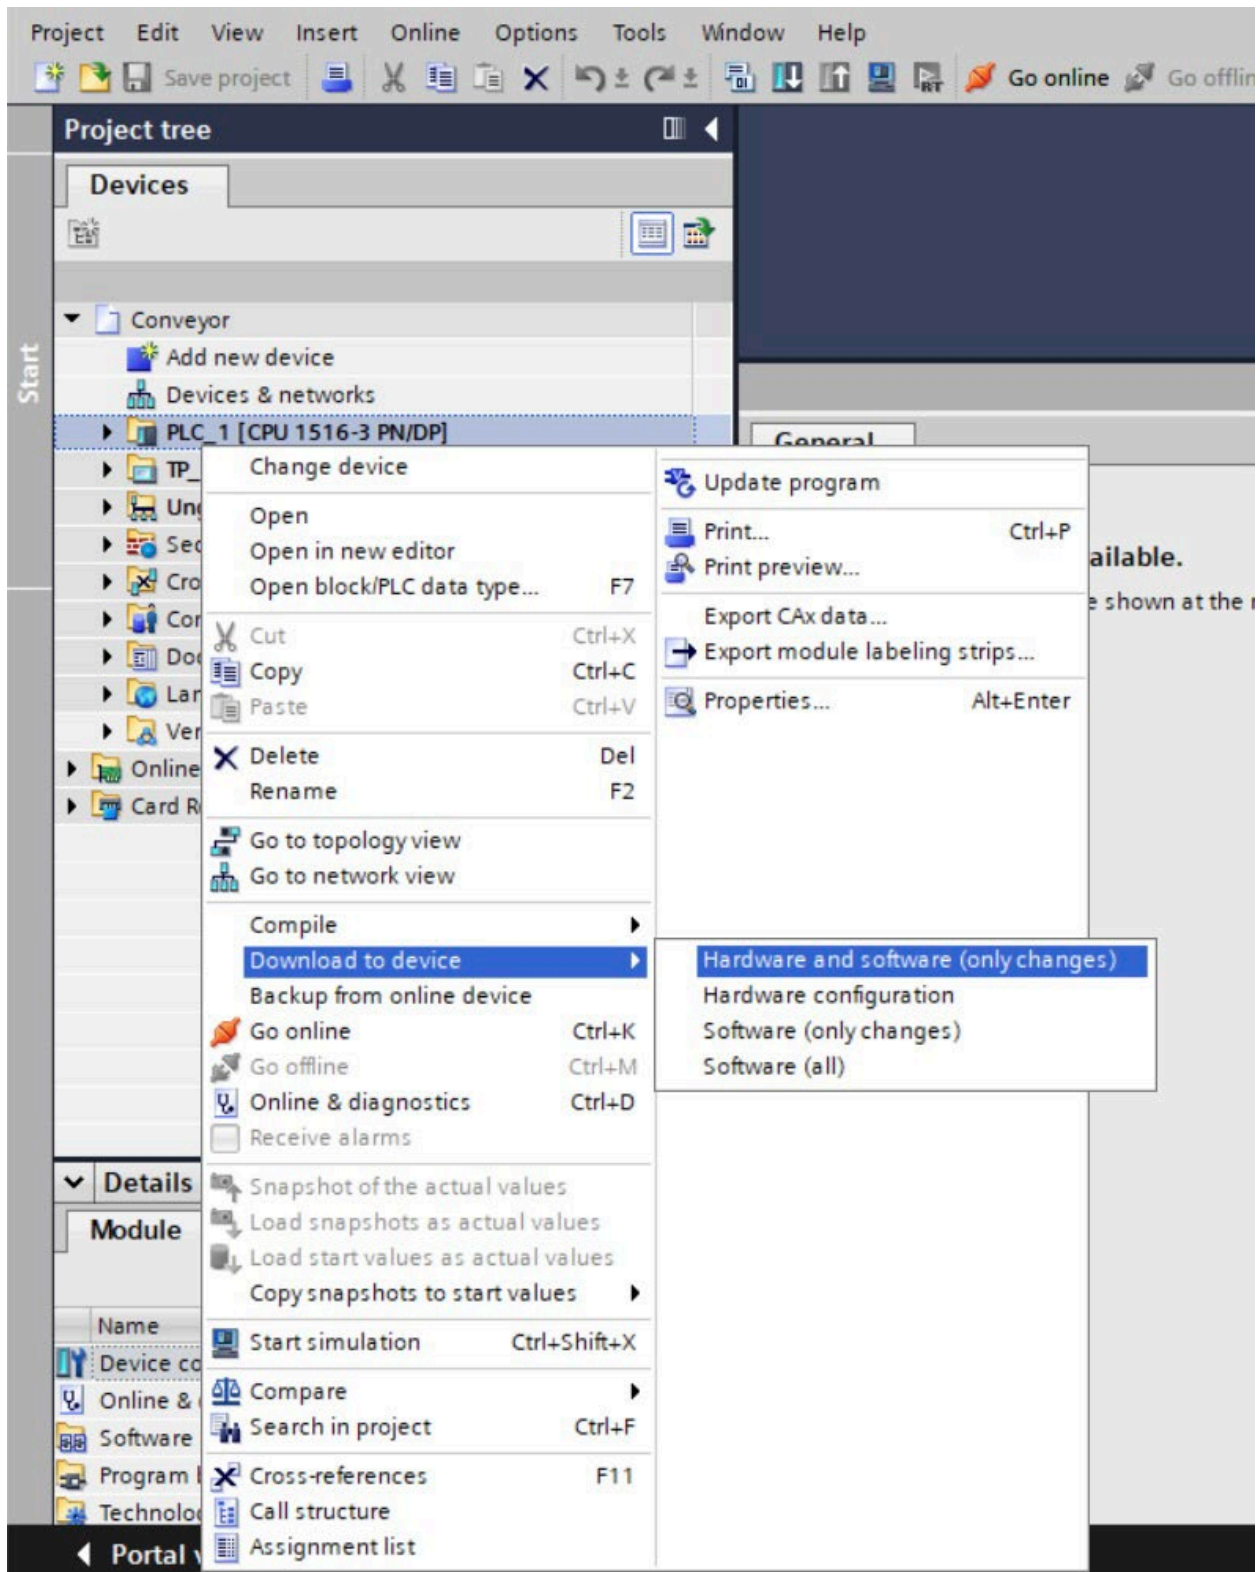 Project Edit View Insert Online Options Tools Window Help
Save project Go online Go offlin
Project tree
Devices
Start
Conveyor
Add new device
Devices & networks
PLC_1 [CPU 1516-3 PN/DP]
General
TP_
Ung
Sec
Cro
Cor
Doc
Lar
Ver
Online
Card R
Change device
Open
Open in new editor
Open block/PLC data type... F7
Cut Ctrl+X
Copy Ctrl+C
Paste Ctrl+V
Delete Del
Rename F2
Go to topology view
Go to network view
Compile
Download to device
Backup from online device
Go online Ctrl+K
Go offline Ctrl+M
Online & diagnostics Ctrl+D
Receive alarms
Snapshot of the actual values
Load snapshots as actual values
Load start values as actual values
Copy snapshots to start values
Start simulation Ctrl+Shift+X
Compare
Search in project Ctrl+F
Cross-references F11
Call structure
Assignment list
Update program
Print... Ctrl+P
Print preview...
Export CAx data...
Export module labeling strips...
Properties... Alt+Enter
ailable.
e shown at the
Hardware and software (only changes)
Hardware configuration
Software (only changes)
Software (all)
Details
Module
Name
Device co
Online &
Software
Program
Technolo
Portal